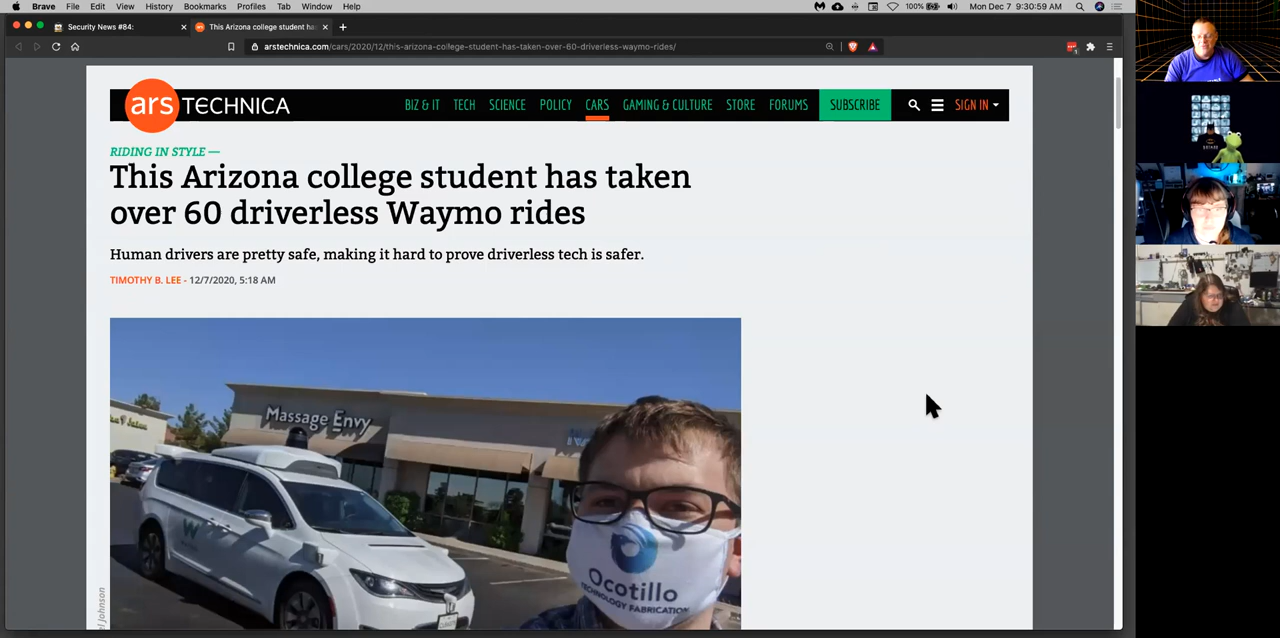 Brave File Edit View History Bookmarks Profiles Tab Window Help 100% Mon Dec 7 9:30:59 AM
Security News #84: This Arizona college student ha
arstechnica.com/cars/2020/12/this-arizona-college-student-has-taken-over-60-driverless-waymo-rides/
ars TECHNICA BIZ & IT TECH SCIENCE POLICY CARS GAMING & CULTURE STORE FORUMS SUBSCRIBE SIGN IN
RIDING IN STYLE —
This Arizona college student has taken
over 60 driverless Waymo rides
Human drivers are pretty safe, making it hard to prove driverless tech is safer.
TIMOTHY B. LEE - 12/7/2020, 5:18 AM
Massage Envy
W
Ocotillo
TECHNOLOGY FABRICATION
Johnson